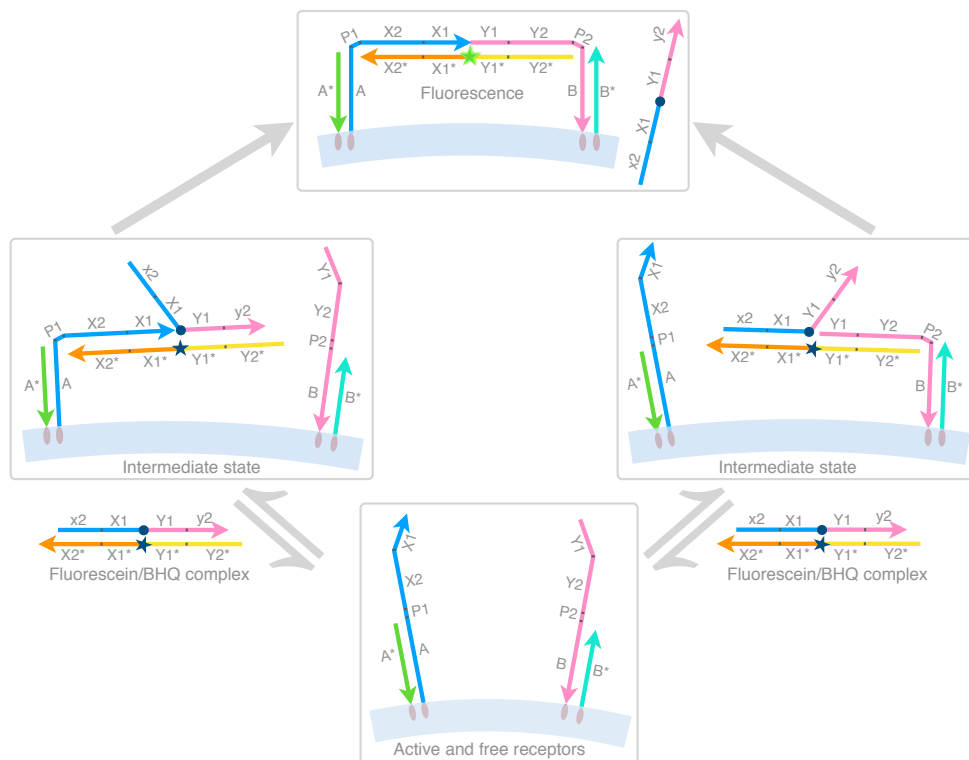 P1 X2 X1 Y1 Y2 P2
X2* X1* Y1* Y2*
A* A B B*
Fluorescence
y2
Y1
X1
x2
x2
X1
P1 X2 X1 Y1 y2
X2* X1* Y1* Y2*
A* A
Y1
Y2
P2
B B*
Intermediate state
X1
X2
P1
A* A
y2
Y1
x2 X1
Y1 Y2 P2
X2* X1* Y1* Y2*
B B*
Intermediate state
x2 X1 Y1 y2
X2* X1* Y1* Y2*
Fluorescein/BHQ complex
x2 X1 Y1 y2
X2* X1* Y1* Y2*
Fluorescein/BHQ complex
X1
X2
P1
A* A
Y1
Y2
P2
B B*
Active and free receptors